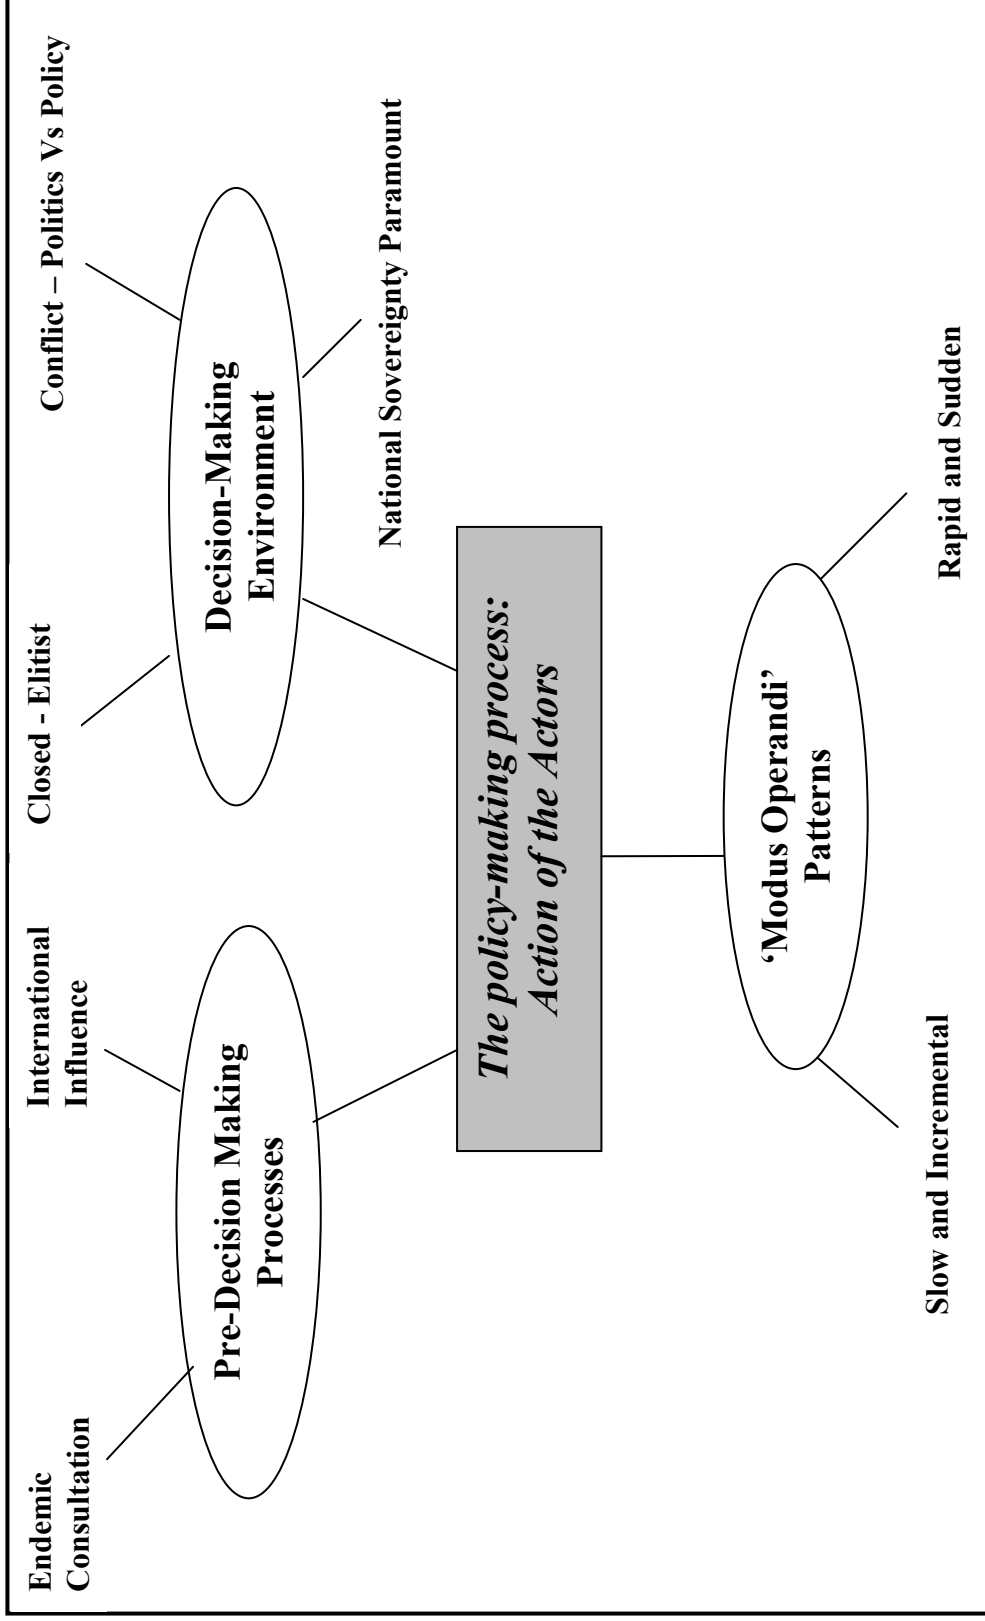 Endemic
Consultation
International
Influence
Closed - Elitist
Conflict – Politics Vs Policy
Pre-Decision Making
Processes
Decision-Making
Environment
National Sovereignty Paramount
The policy-making process:
Action of the Actors
‘Modus Operandi’
Patterns
Slow and Incremental
Rapid and Sudden